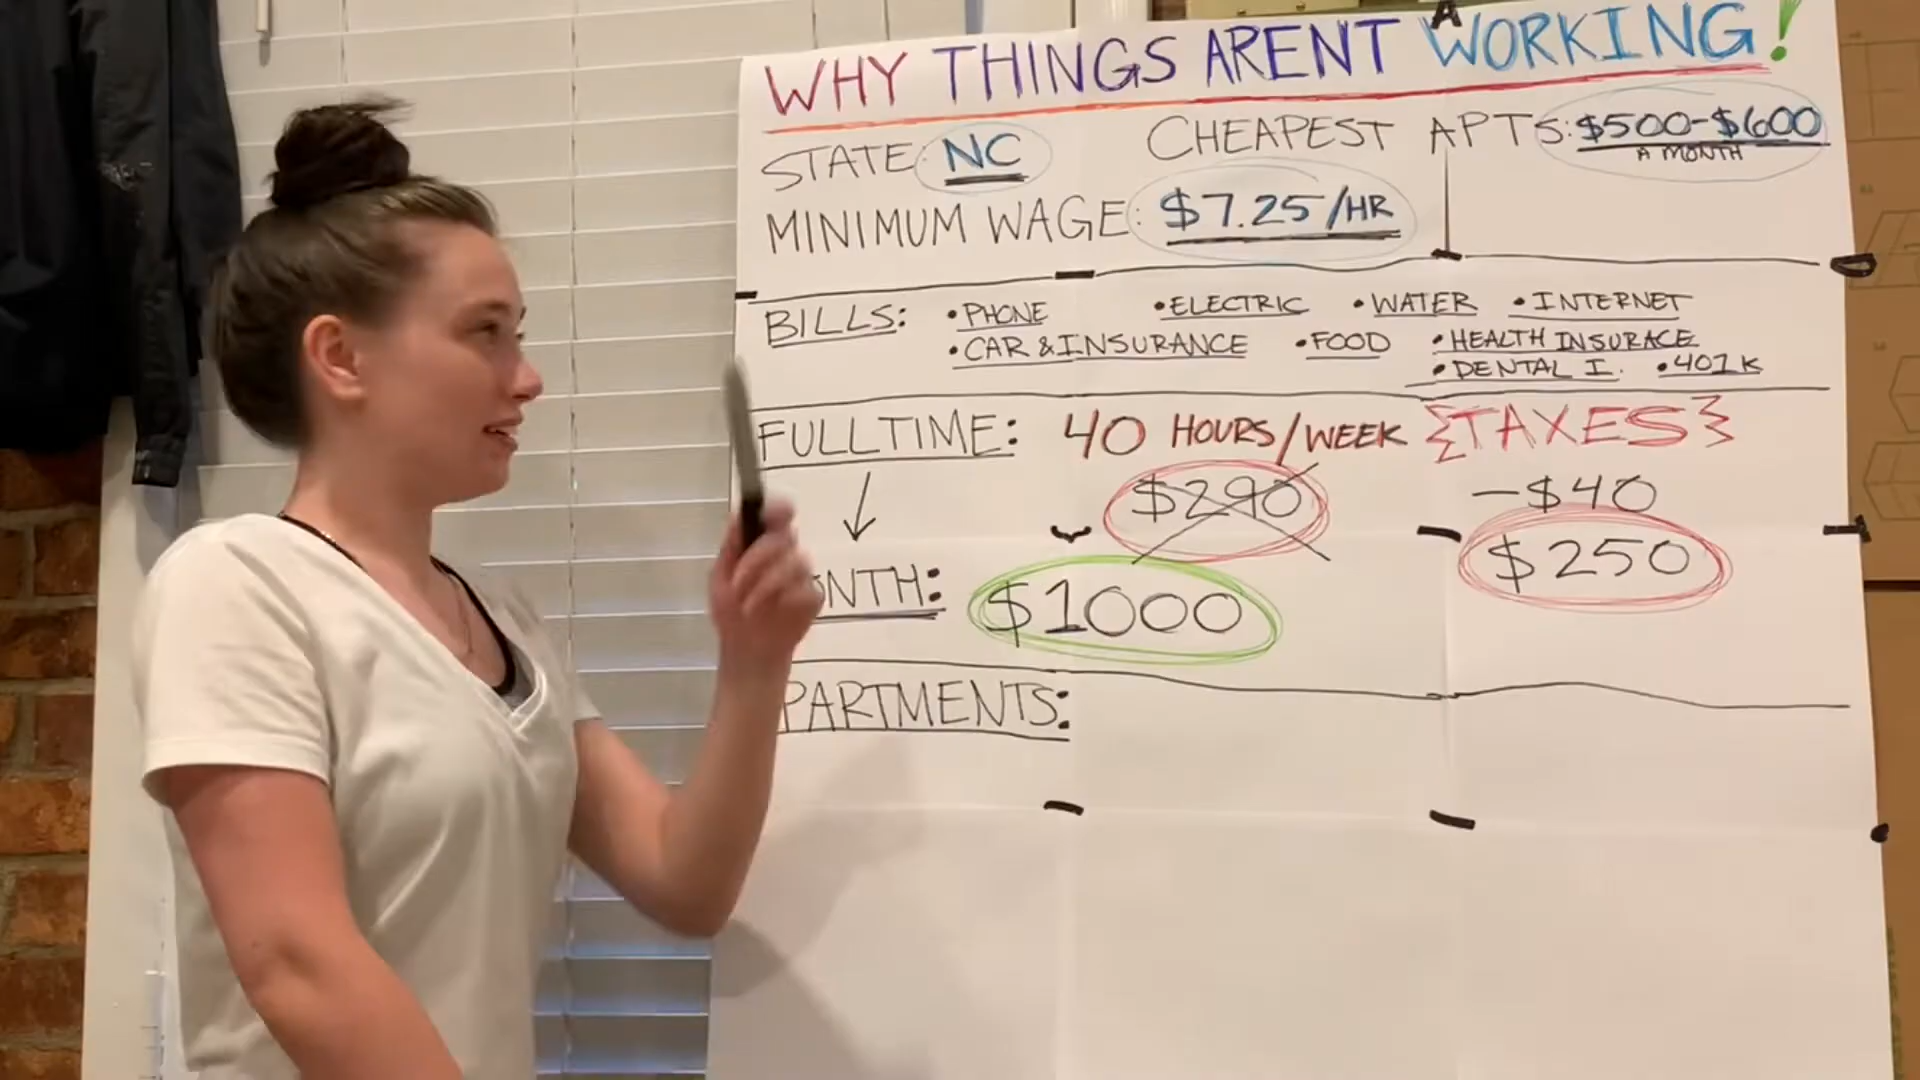 WHY THINGS ARENT WORKING!
STATE: NC
CHEAPEST APTS: $500-$600
A MONTH
MINIMUM WAGE: $7.25/HR
BILLS: •PHONE •ELECTRIC •WATER •INTERNET
•CAR & INSURANCE •FOOD •HEALTH INSURACE
•DENTAL I. •401K
FULLTIME: 40 HOURS/WEEK {TAXES}
$290 -$40
$250
ONTH: $1000
PARTMENTS: